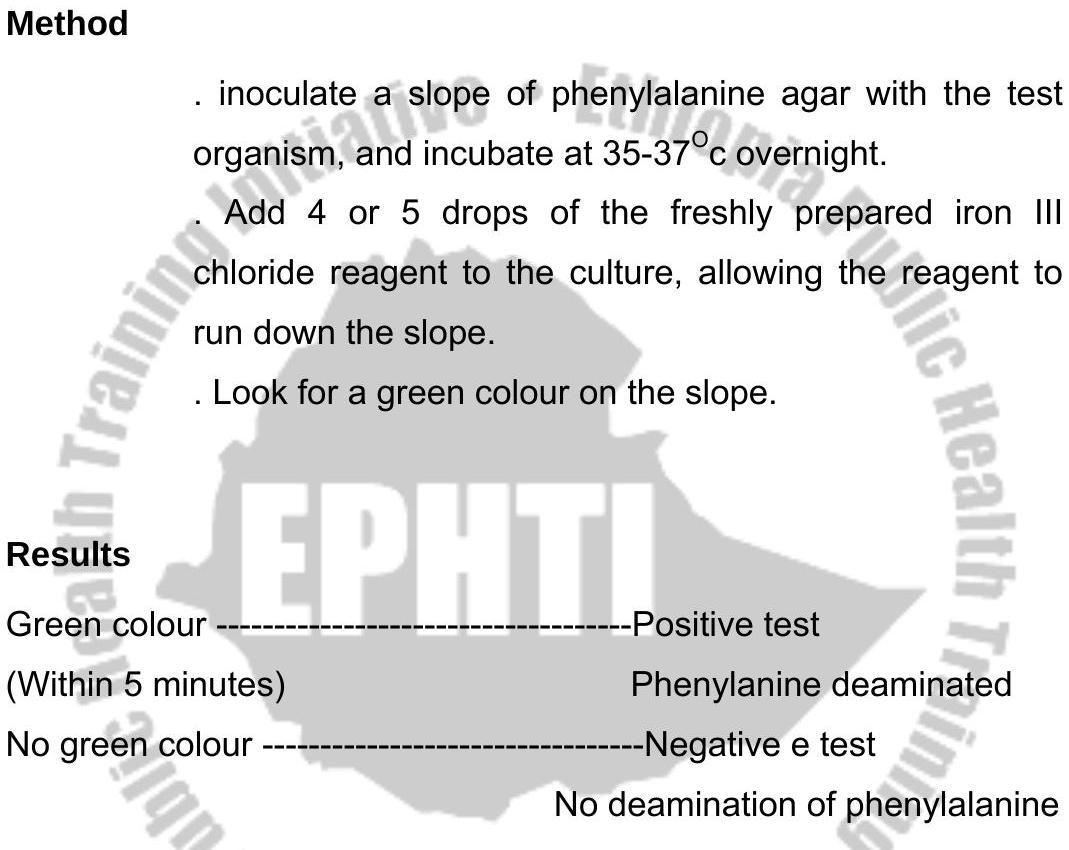 Method
. inoculate a slope of phenylalanine agar with the test
organism, and incubate at 35-37⁰c overnight.
. Add 4 or 5 drops of the freshly prepared iron III
chloride reagent to the culture, allowing the reagent to
run down the slope.
. Look for a green colour on the slope.
EPHTI
Results
Green colour ------------------------------------Positive test
(Within 5 minutes) Phenylanine deaminated
No green colour ---------------------------------Negative e test
No deamination of phenylalanine
Health Training Initiative • Ethiopia Public Health Training